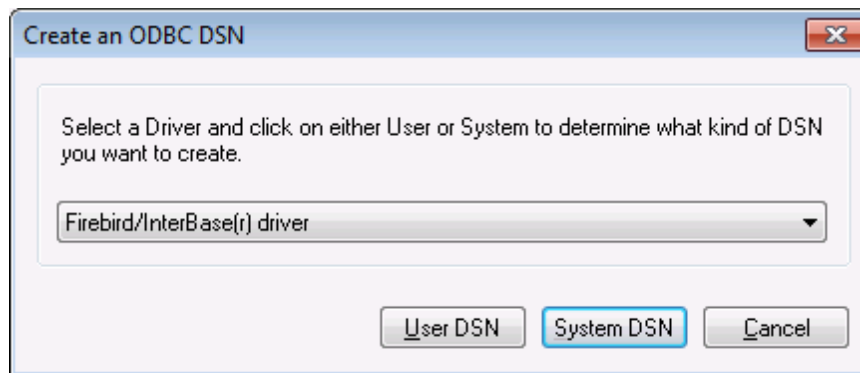 Create an ODBC DSN
Select a Driver and click on either User or System to determine what kind of DSN
you want to create.
Firebird/InterBase(r) driver
User DSN
System DSN
Cancel